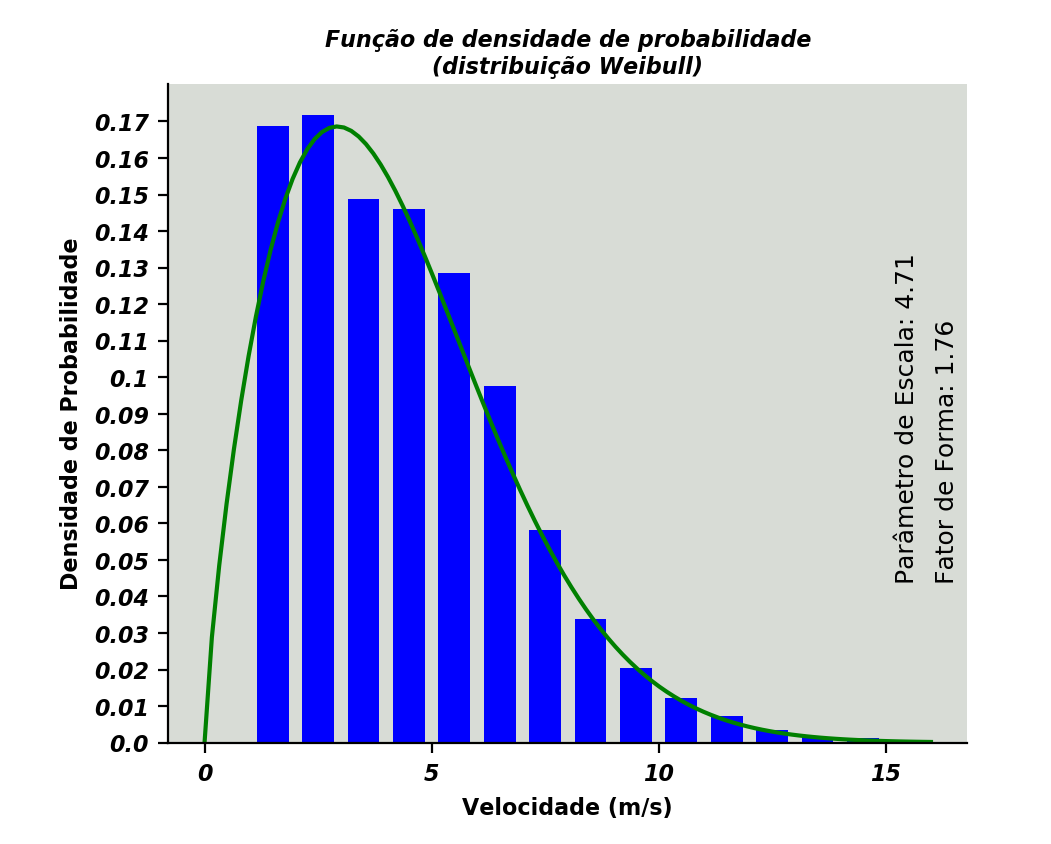 Função de densidade de probabilidade
(distribuição Weibull)
Densidade de Probabilidade
0.17
0.16
0.15
0.14
0.13
0.12
0.11
0.1
0.09
0.08
0.07
0.06
0.05
0.04
0.03
0.02
0.01
0.0
Parâmetro de Escala: 4.71
Fator de Forma: 1.76
0 5 10 15
Velocidade (m/s)